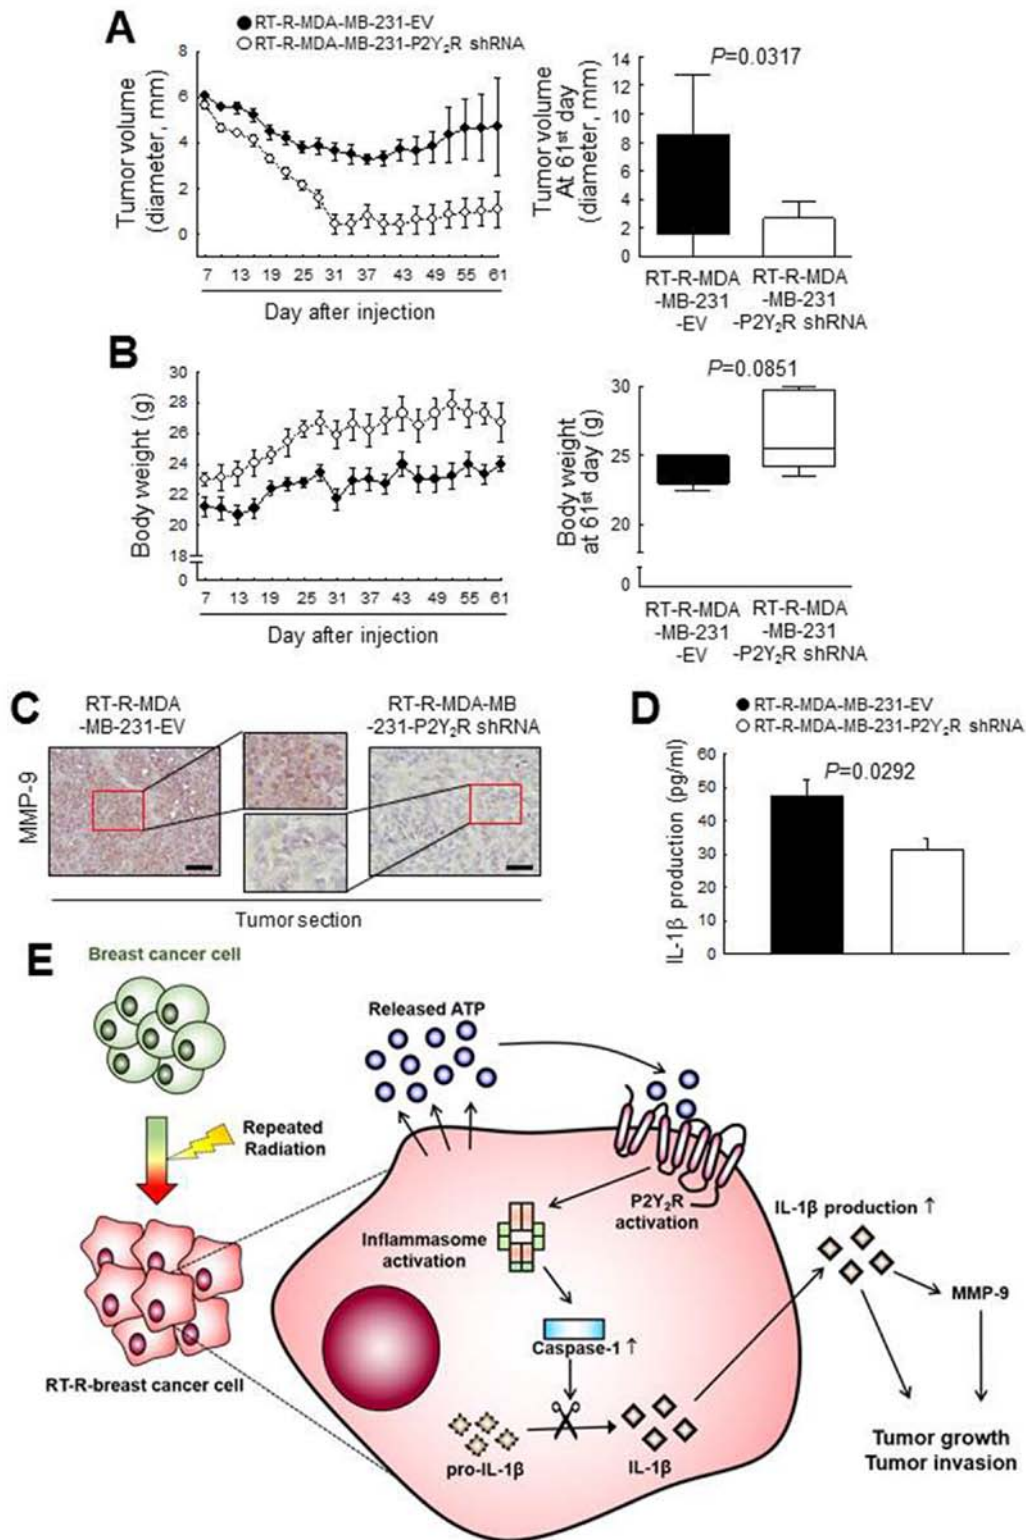 A
RT-R-MDA-MB-231-EV
RT-R-MDA-MB-231-P2Y₂R shRNA
Tumor volume
(diameter, mm)
8
6
4
2
0
7 13 19 25 31 37 43 49 55 61
Day after injection
Tumor volume
At 61st day
(diameter, mm)
P=0.0317
14
12
10
8
6
4
2
0
RT-R-MDA
-MB-231
-EV
RT-R-MDA
-MB-231
-P2Y₂R shRNA
B
Body weight (g)
30
28
26
24
22
20
18
0
7 13 19 25 31 37 43 49 55 61
Day after injection
Body weight
at 61st day (g)
P=0.0851
30
25
20
0
RT-R-MDA
-MB-231
-EV
RT-R-MDA
-MB-231
-P2Y₂R shRNA
C
RT-R-MDA
-MB-231-EV
RT-R-MDA-MB
-231-P2Y₂R shRNA
MMP-9
Tumor section
D
RT-R-MDA-MB-231-EV
RT-R-MDA-MB-231-P2Y₂R shRNA
IL-1β production (pg/ml)
P=0.0292
60
50
40
30
20
10
0
E
Breast cancer cell
Repeated
Radiation
RT-R-breast cancer cell
Released ATP
P2Y₂R
activation
Inflammasome
activation
Caspase-1 ↑
pro-IL-1β
IL-1β
IL-1β production ↑
MMP-9
Tumor growth
Tumor invasion